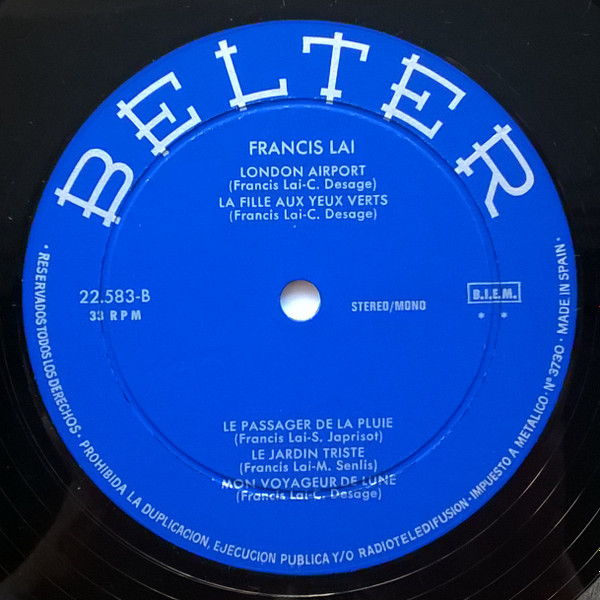 BELTER
FRANCIS LAI
LONDON AIRPORT
(Francis Lai-C. Desage)
LA FILLE AUX YEUX VERTS
(Francis Lai-C. Desage)
22.583-B
33 RPM
STEREO/MONO
B.I.E.M.
* *
LE PASSAGER DE LA PLUIE
(Francis Lai-S. Japrisot)
LE JARDIN TRISTE
(Francis Lai-M. Senlis)
MON VOYAGEUR DE LUNE
(Francis Lai-C. Desage)
· RESERVADOS TODOS LOS DERECHOS · PROHIBIDA LA DUPLICACION, EJECUCION PUBLICA Y/O RADIOTELEDIFUSION · IMPUESTO A METALICO · Nº 3730 · MADE IN SPAIN ·